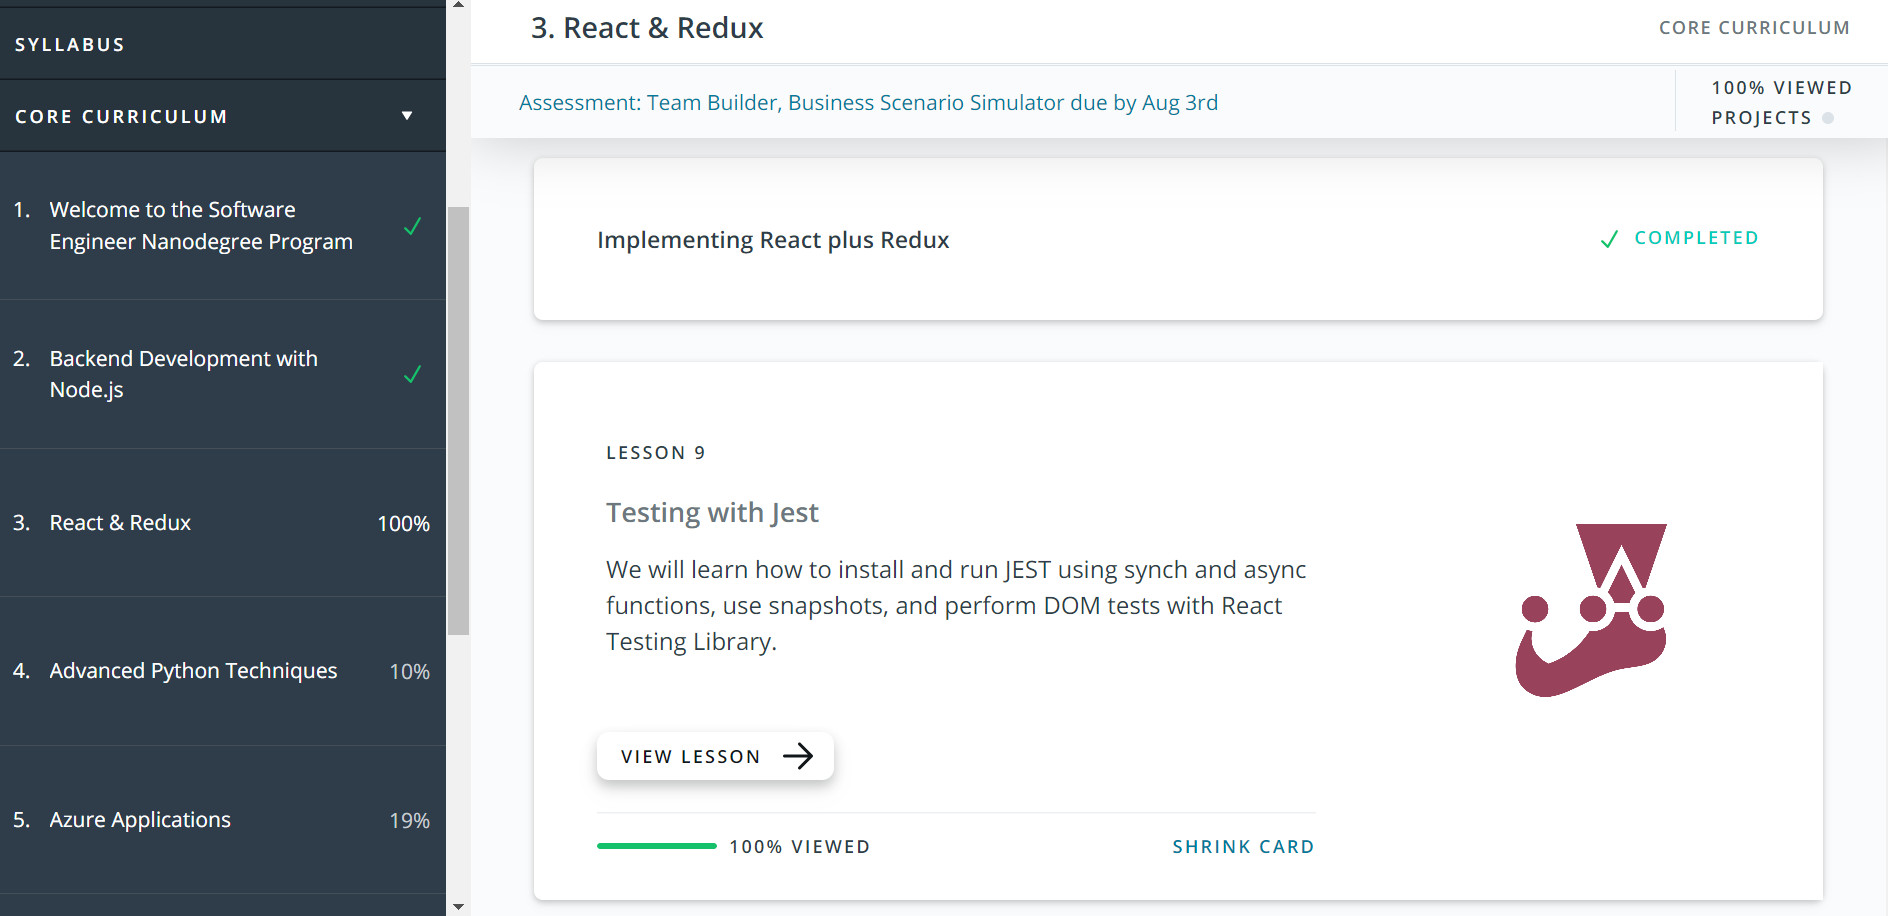 SYLLABUS
CORE CURRICULUM
1. Welcome to the Software
Engineer Nanodegree Program
2. Backend Development with
Node.js
3. React & Redux 100%
4. Advanced Python Techniques 10%
5. Azure Applications 19%
3. React & Redux
CORE CURRICULUM
Assessment: Team Builder, Business Scenario Simulator due by Aug 3rd
100% VIEWED
PROJECTS
Implementing React plus Redux
COMPLETED
LESSON 9
Testing with Jest
We will learn how to install and run JEST using synch and async
functions, use snapshots, and perform DOM tests with React
Testing Library.
VIEW LESSON
100% VIEWED
SHRINK CARD